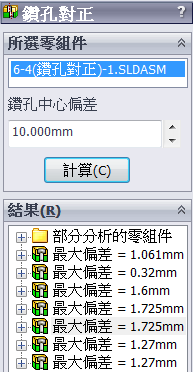 鑽孔對正
?
所選零組件
6-4(鑽孔對正)-1.SLDASM
鑽孔中心偏差
10.000mm
計算(C)
結果(R)
部分分析的零組件
最大偏差 = 1.061mm
最大偏差 = 0.32mm
最大偏差 = 1.6mm
最大偏差 = 1.725mm
最大偏差 = 1.725mm
最大偏差 = 1.27mm
最大偏差 = 1.27mm